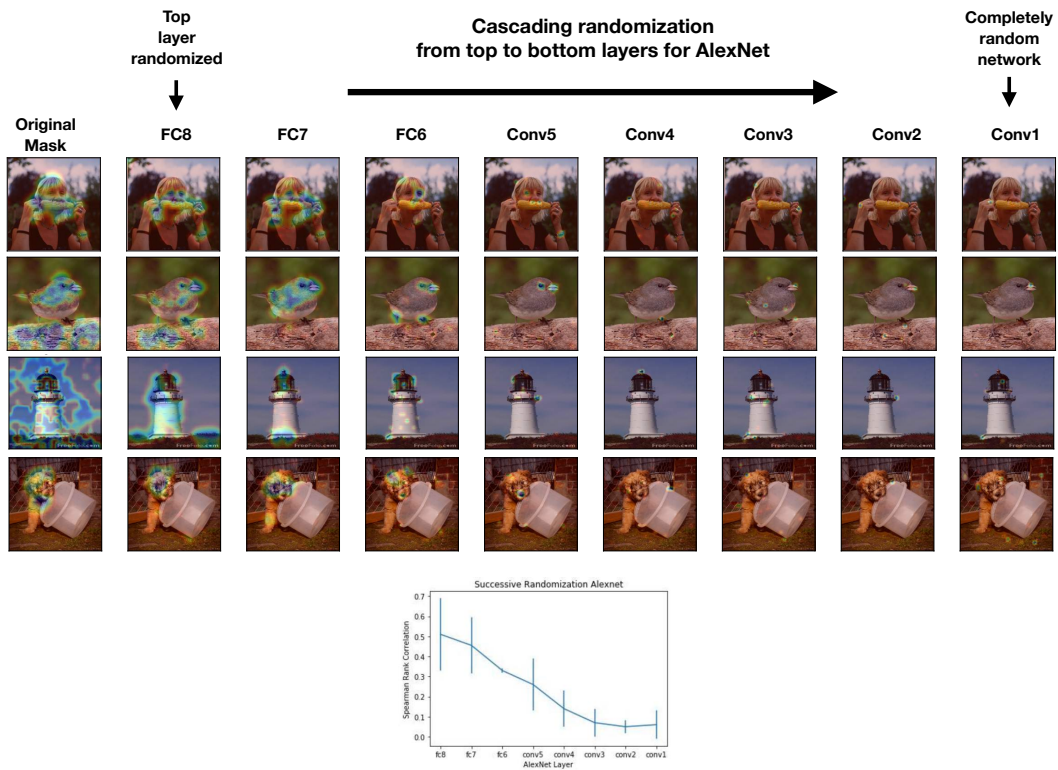 Top
layer
randomized
Cascading randomization
from top to bottom layers for AlexNet
Completely
random
network
Original
Mask
FC8
FC7
FC6
Conv5
Conv4
Conv3
Conv2
Conv1
Successive Randomization Alexnet
Spearman Rank Correlation
0.7
0.6
0.5
0.4
0.3
0.2
0.1
0.0
fc8
fc7
fc6
conv5
conv4
conv3
conv2
conv1
AlexNet Layer